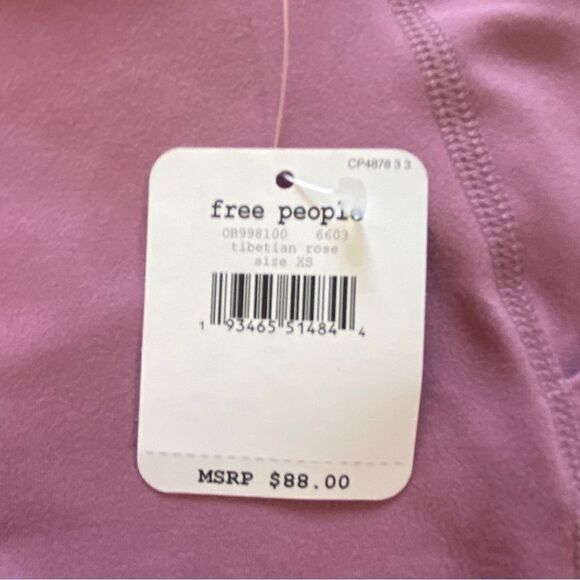 CP4878 3 3
free people
OB998100 6603
tibetian rose
size XS
1 93465 51484 4
MSRP $88.00